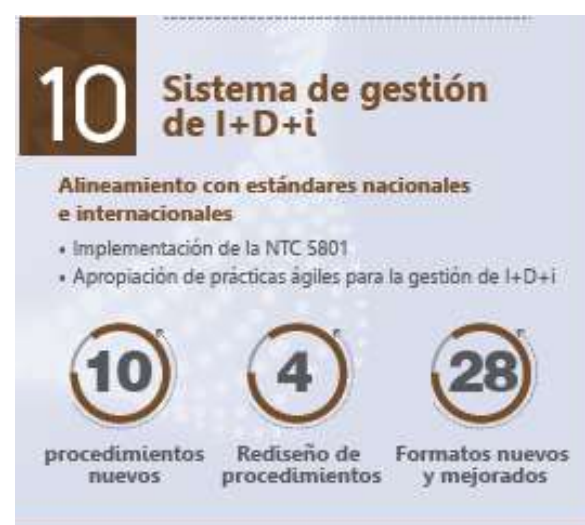 10
Sistema de gestión
de I+D+i
Alineamiento con estándares nacionales
e internacionales
• Implementación de la NTC 5801
• Apropiación de prácticas ágiles para la gestión de I+D+i
10
4
28
procedimientos
nuevos
Rediseño de
procedimientos
Formatos nuevos
y mejorados